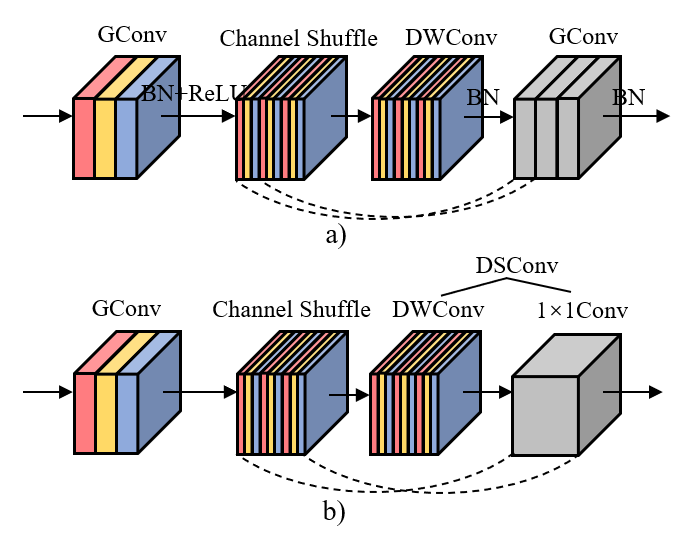 GConv
Channel Shuffle
DWConv
GConv
BN+ReLU
BN
BN
a)
DSConv
GConv
Channel Shuffle
DWConv
1×1Conv
b)